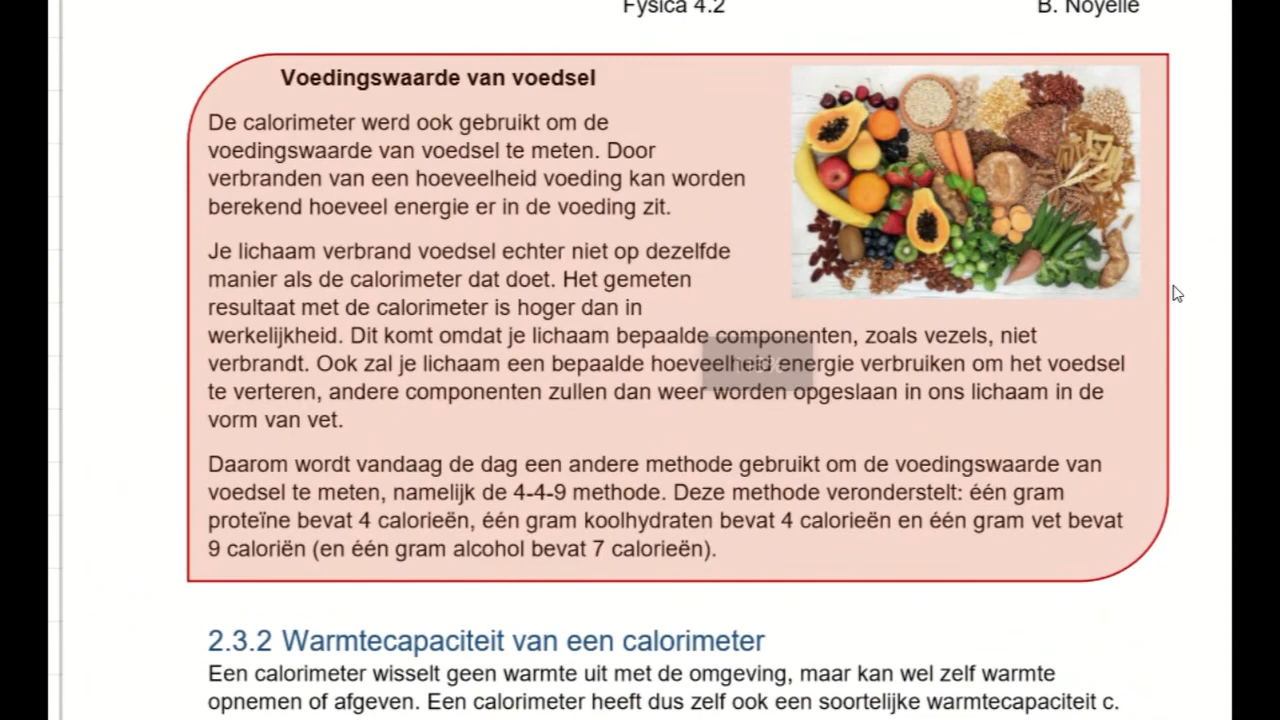 Fysica 4.2 B. Noyelle
Voedingswaarde van voedsel
De calorimeter werd ook gebruikt om de
voedingswaarde van voedsel te meten. Door
verbranden van een hoeveelheid voeding kan worden
berekend hoeveel energie er in de voeding zit.
Je lichaam verbrand voedsel echter niet op dezelfde
manier als de calorimeter dat doet. Het gemeten
resultaat met de calorimeter is hoger dan in
werkelijkheid. Dit komt omdat je lichaam bepaalde componenten, zoals vezels, niet
verbrandt. Ook zal je lichaam een bepaalde hoeveelheid energie verbruiken om het voedsel
te verteren, andere componenten zullen dan weer worden opgeslaan in ons lichaam in de
vorm van vet.
Daarom wordt vandaag de dag een andere methode gebruikt om de voedingswaarde van
voedsel te meten, namelijk de 4-4-9 methode. Deze methode veronderstelt: één gram
proteïne bevat 4 calorieën, één gram koolhydraten bevat 4 calorieën en één gram vet bevat
9 caloriën (en één gram alcohol bevat 7 calorieën).
2.3.2 Warmtecapaciteit van een calorimeter
Een calorimeter wisselt geen warmte uit met de omgeving, maar kan wel zelf warmte
opnemen of afgeven. Een calorimeter heeft dus zelf ook een soortelijke warmtecapaciteit c.